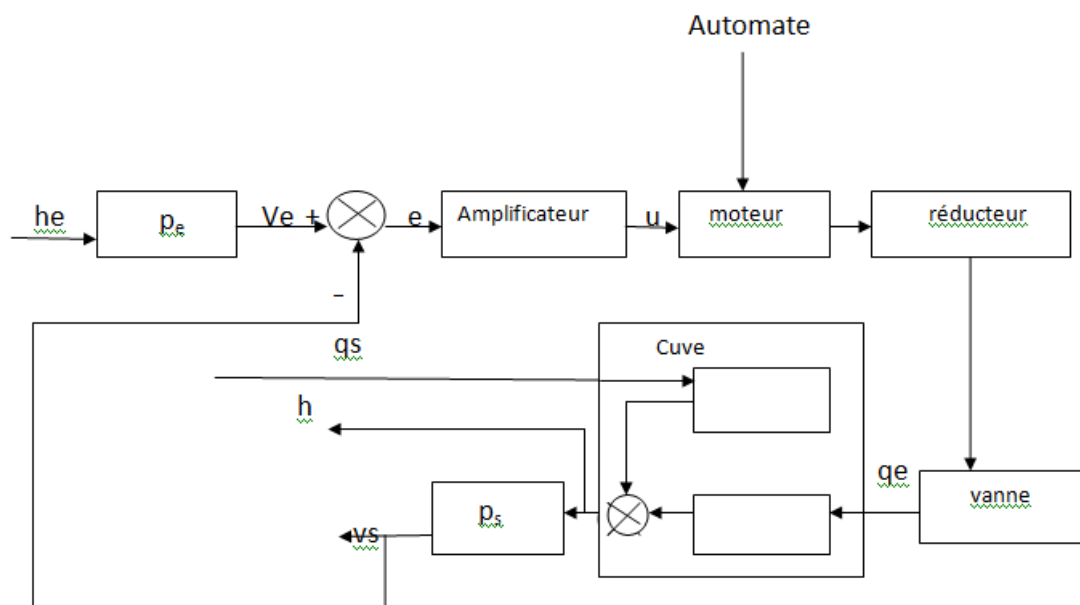 Automate
he
pe
Ve +
e
Amplificateur
u
moteur
réducteur
–
qs
Cuve
h
qe
vanne
ps
vs